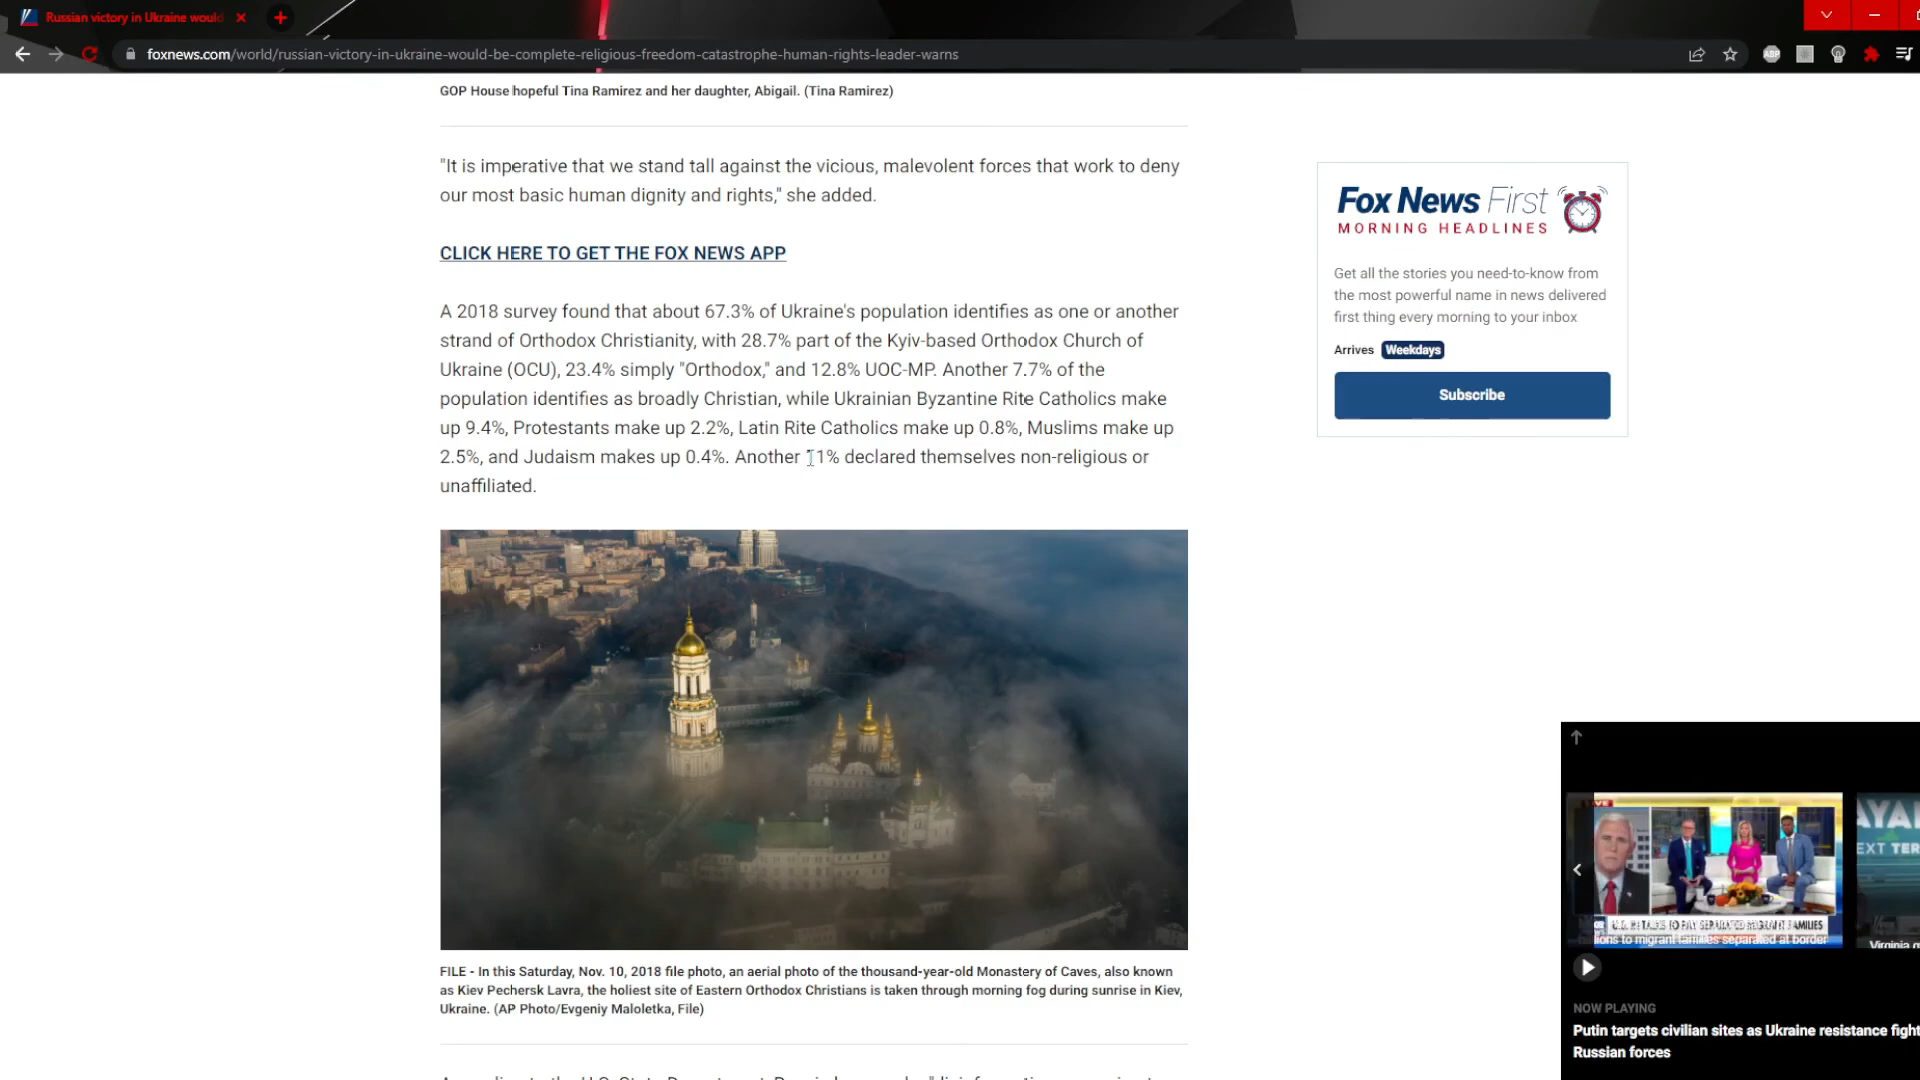 Russian victory in Ukraine would
foxnews.com/world/russian-victory-in-ukraine-would-be-complete-religious-freedom-catastrophe-human-rights-leader-warns
ABP
GOP House hopeful Tina Ramirez and her daughter, Abigail. (Tina Ramirez)
"It is imperative that we stand tall against the vicious, malevolent forces that work to deny
our most basic human dignity and rights," she added.
CLICK HERE TO GET THE FOX NEWS APP
A 2018 survey found that about 67.3% of Ukraine's population identifies as one or another
strand of Orthodox Christianity, with 28.7% part of the Kyiv-based Orthodox Church of
Ukraine (OCU), 23.4% simply "Orthodox," and 12.8% UOC-MP. Another 7.7% of the
population identifies as broadly Christian, while Ukrainian Byzantine Rite Catholics make
up 9.4%, Protestants make up 2.2%, Latin Rite Catholics make up 0.8%, Muslims make up
2.5%, and Judaism makes up 0.4%. Another 11% declared themselves non-religious or
unaffiliated.
FILE - In this Saturday, Nov. 10, 2018 file photo, an aerial photo of the thousand-year-old Monastery of Caves, also known
as Kiev Pechersk Lavra, the holiest site of Eastern Orthodox Christians is taken through morning fog during sunrise in Kiev,
Ukraine. (AP Photo/Evgeniy Maloletka, File)
Fox News First
MORNING HEADLINES
Get all the stories you need-to-know from
the most powerful name in news delivered
first thing every morning to your inbox
Arrives Weekdays
Subscribe
lions to migrant families separated at border
EXT TER
Virginia
NOW PLAYING
Putin targets civilian sites as Ukraine resistance fight
Russian forces